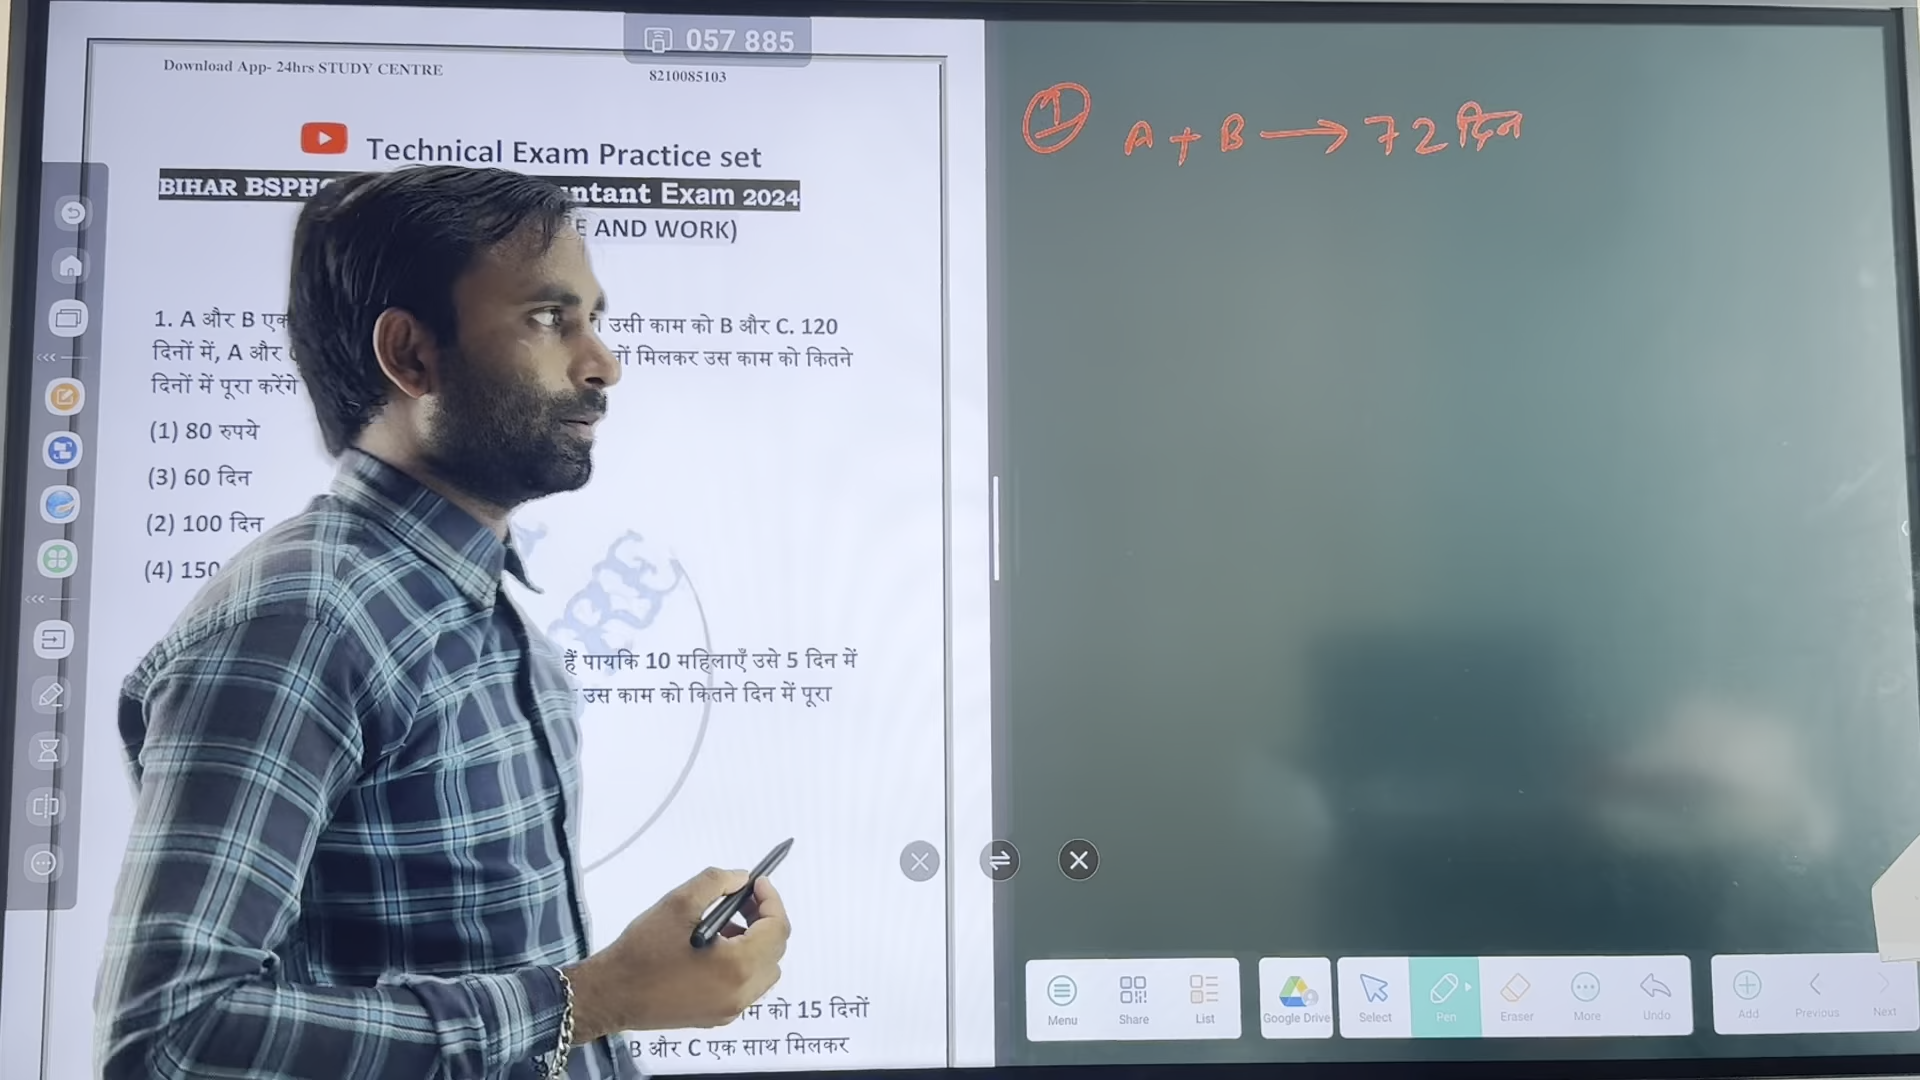 057 885
Download App- 24hrs STUDY CENTRE
8210085103
Technical Exam Practice set
BIHAR Exam 2024
AND WORK)
1. A और B उसी काम को B और C. 120
दिनों में, A और मिलकर उस काम को कितने
दिनों में पूरा करेंगे
(1) 80 रुपये
(3) 60 दिन
(2) 100 दिन
(4) 150
हैं पायकि 10 महिलाएँ उसे 5 दिन में
उस काम को कितने दिन में पूरा
को 15 दिनों
B और C एक साथ मिलकर
① A + B → 72 दिन
Menu
Share
List
Google Drive
Select
Pen
Eraser
More
Undo
Add
Previous
Next